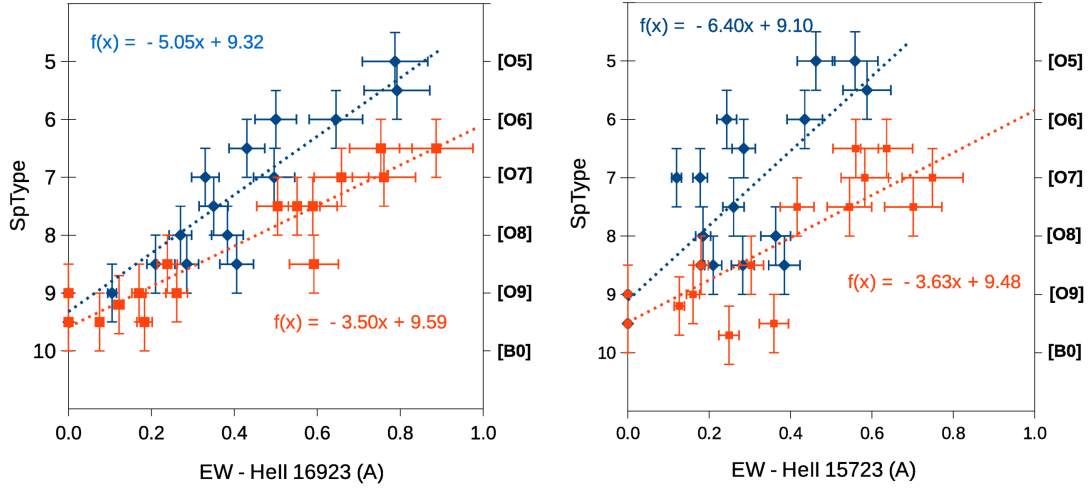 f(x) = - 5.05x + 9.32
SpType
5
6
7
8
9
10
[O5]
[O6]
[O7]
[O8]
[O9]
[B0]
f(x) = - 3.50x + 9.59
0.0
0.2
0.4
0.6
0.8
1.0
EW - HeII 16923 (A)
f(x) = - 6.40x + 9.10
SpType
5
6
7
8
9
10
[O5]
[O6]
[O7]
[O8]
[O9]
[B0]
f(x) = - 3.63x + 9.48
0.0
0.2
0.4
0.6
0.8
1.0
EW - HeII 15723 (A)